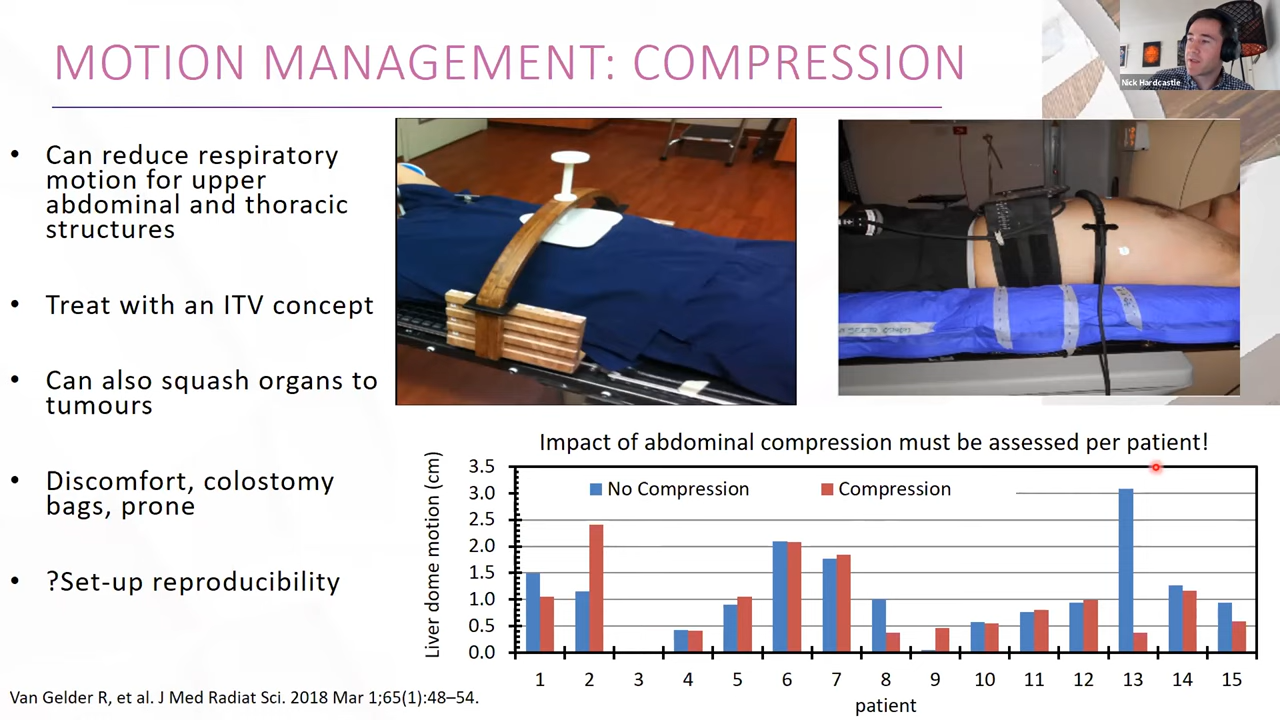 MOTION MANAGEMENT: COMPRESSION
Nick Hardcastle
• Can reduce respiratory
motion for upper
abdominal and thoracic
structures
• Treat with an ITV concept
• Can also squash organs to
tumours
• Discomfort, colostomy
bags, prone
• ?Set-up reproducibility
Impact of abdominal compression must be assessed per patient!
Liver dome motion (cm)
3.5
3.0
2.5
2.0
1.5
1.0
0.5
0.0
No Compression
Compression
1 2 3 4 5 6 7 8 9 10 11 12 13 14 15
patient
Van Gelder R, et al. J Med Radiat Sci. 2018 Mar 1;65(1):48–54.